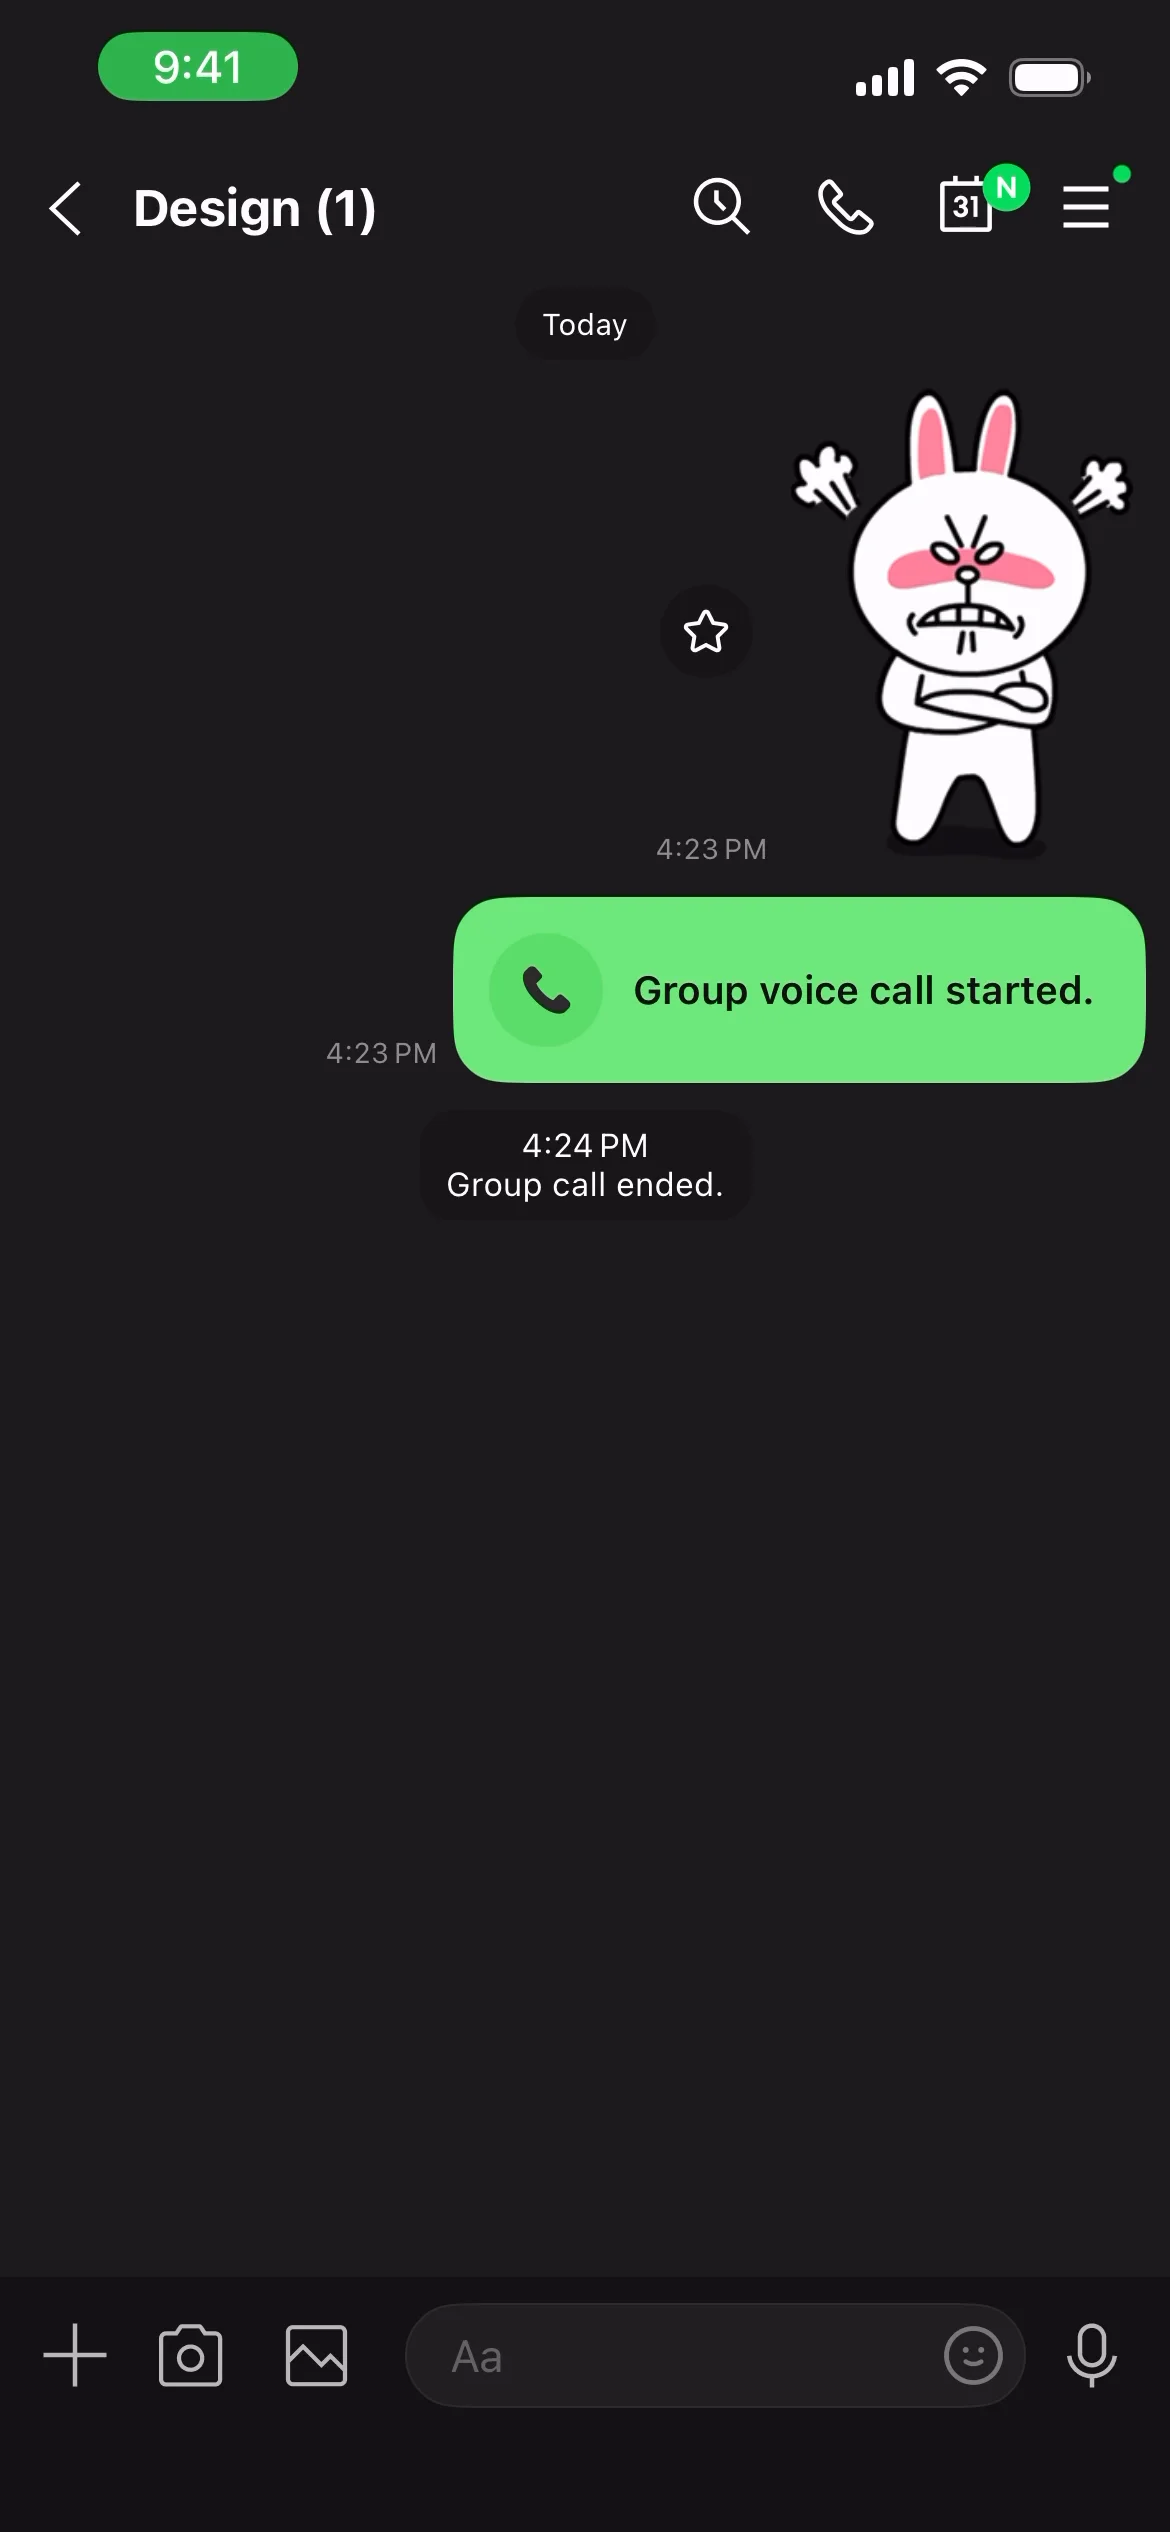 9:41
Design (1)
31
N
Today
4:23 PM
Group voice call started.
4:23 PM
4:24 PM
Group call ended.
Aa